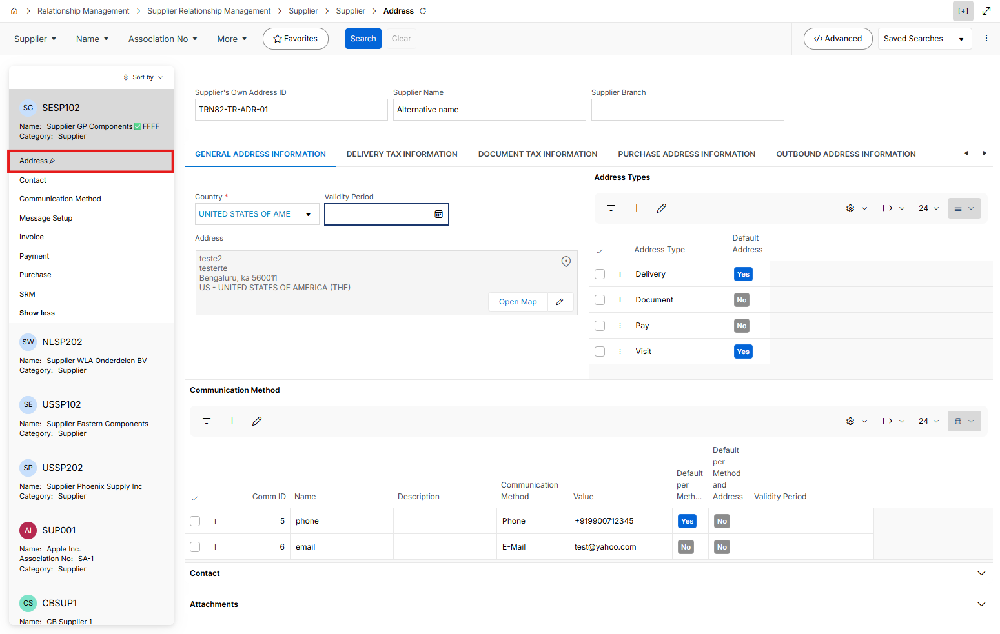 Relationship Management
Supplier Relationship Management
Supplier
Supplier
Address
Supplier
Name
Association No
More
Favorites
Search
Clear
</> Advanced
Saved Searches
Sort by
SG
SESP102
Name: Supplier GP Components✅ FFFF
Category: Supplier
Address
Contact
Communication Method
Message Setup
Invoice
Payment
Purchase
SRM
Show less
SW
NLSP202
Name: Supplier WLA Onderdelen BV
Category: Supplier
SE
USSP102
Name: Supplier Eastern Components
Category: Supplier
SP
USSP202
Name: Supplier Phoenix Supply Inc
Category: Supplier
AI
SUP001
Name: Apple Inc.
Association No: SA-1
Category: Supplier
CS
CBSUP1
Name: CB Supplier 1
Supplier's Own Address ID
TRN82-TR-ADR-01
Supplier Name
Alternative name
Supplier Branch
GENERAL ADDRESS INFORMATION
DELIVERY TAX INFORMATION
DOCUMENT TAX INFORMATION
PURCHASE ADDRESS INFORMATION
OUTBOUND ADDRESS INFORMATION
Country *
UNITED STATES OF AME
Validity Period
Address
teste2
testerte
Bengaluru, ka 560011
US - UNITED STATES OF AMERICA (THE)
Open Map
Address Types
24
Address Type
Default Address
Delivery
Yes
Document
No
Pay
No
Visit
Yes
Communication Method
24
Comm ID
Name
Description
Communication Method
Value
Default per Meth...
Default per Method and Address
Validity Period
5
phone
Phone
+919900712345
Yes
No
6
email
E-Mail
test@yahoo.com
No
No
Contact
Attachments